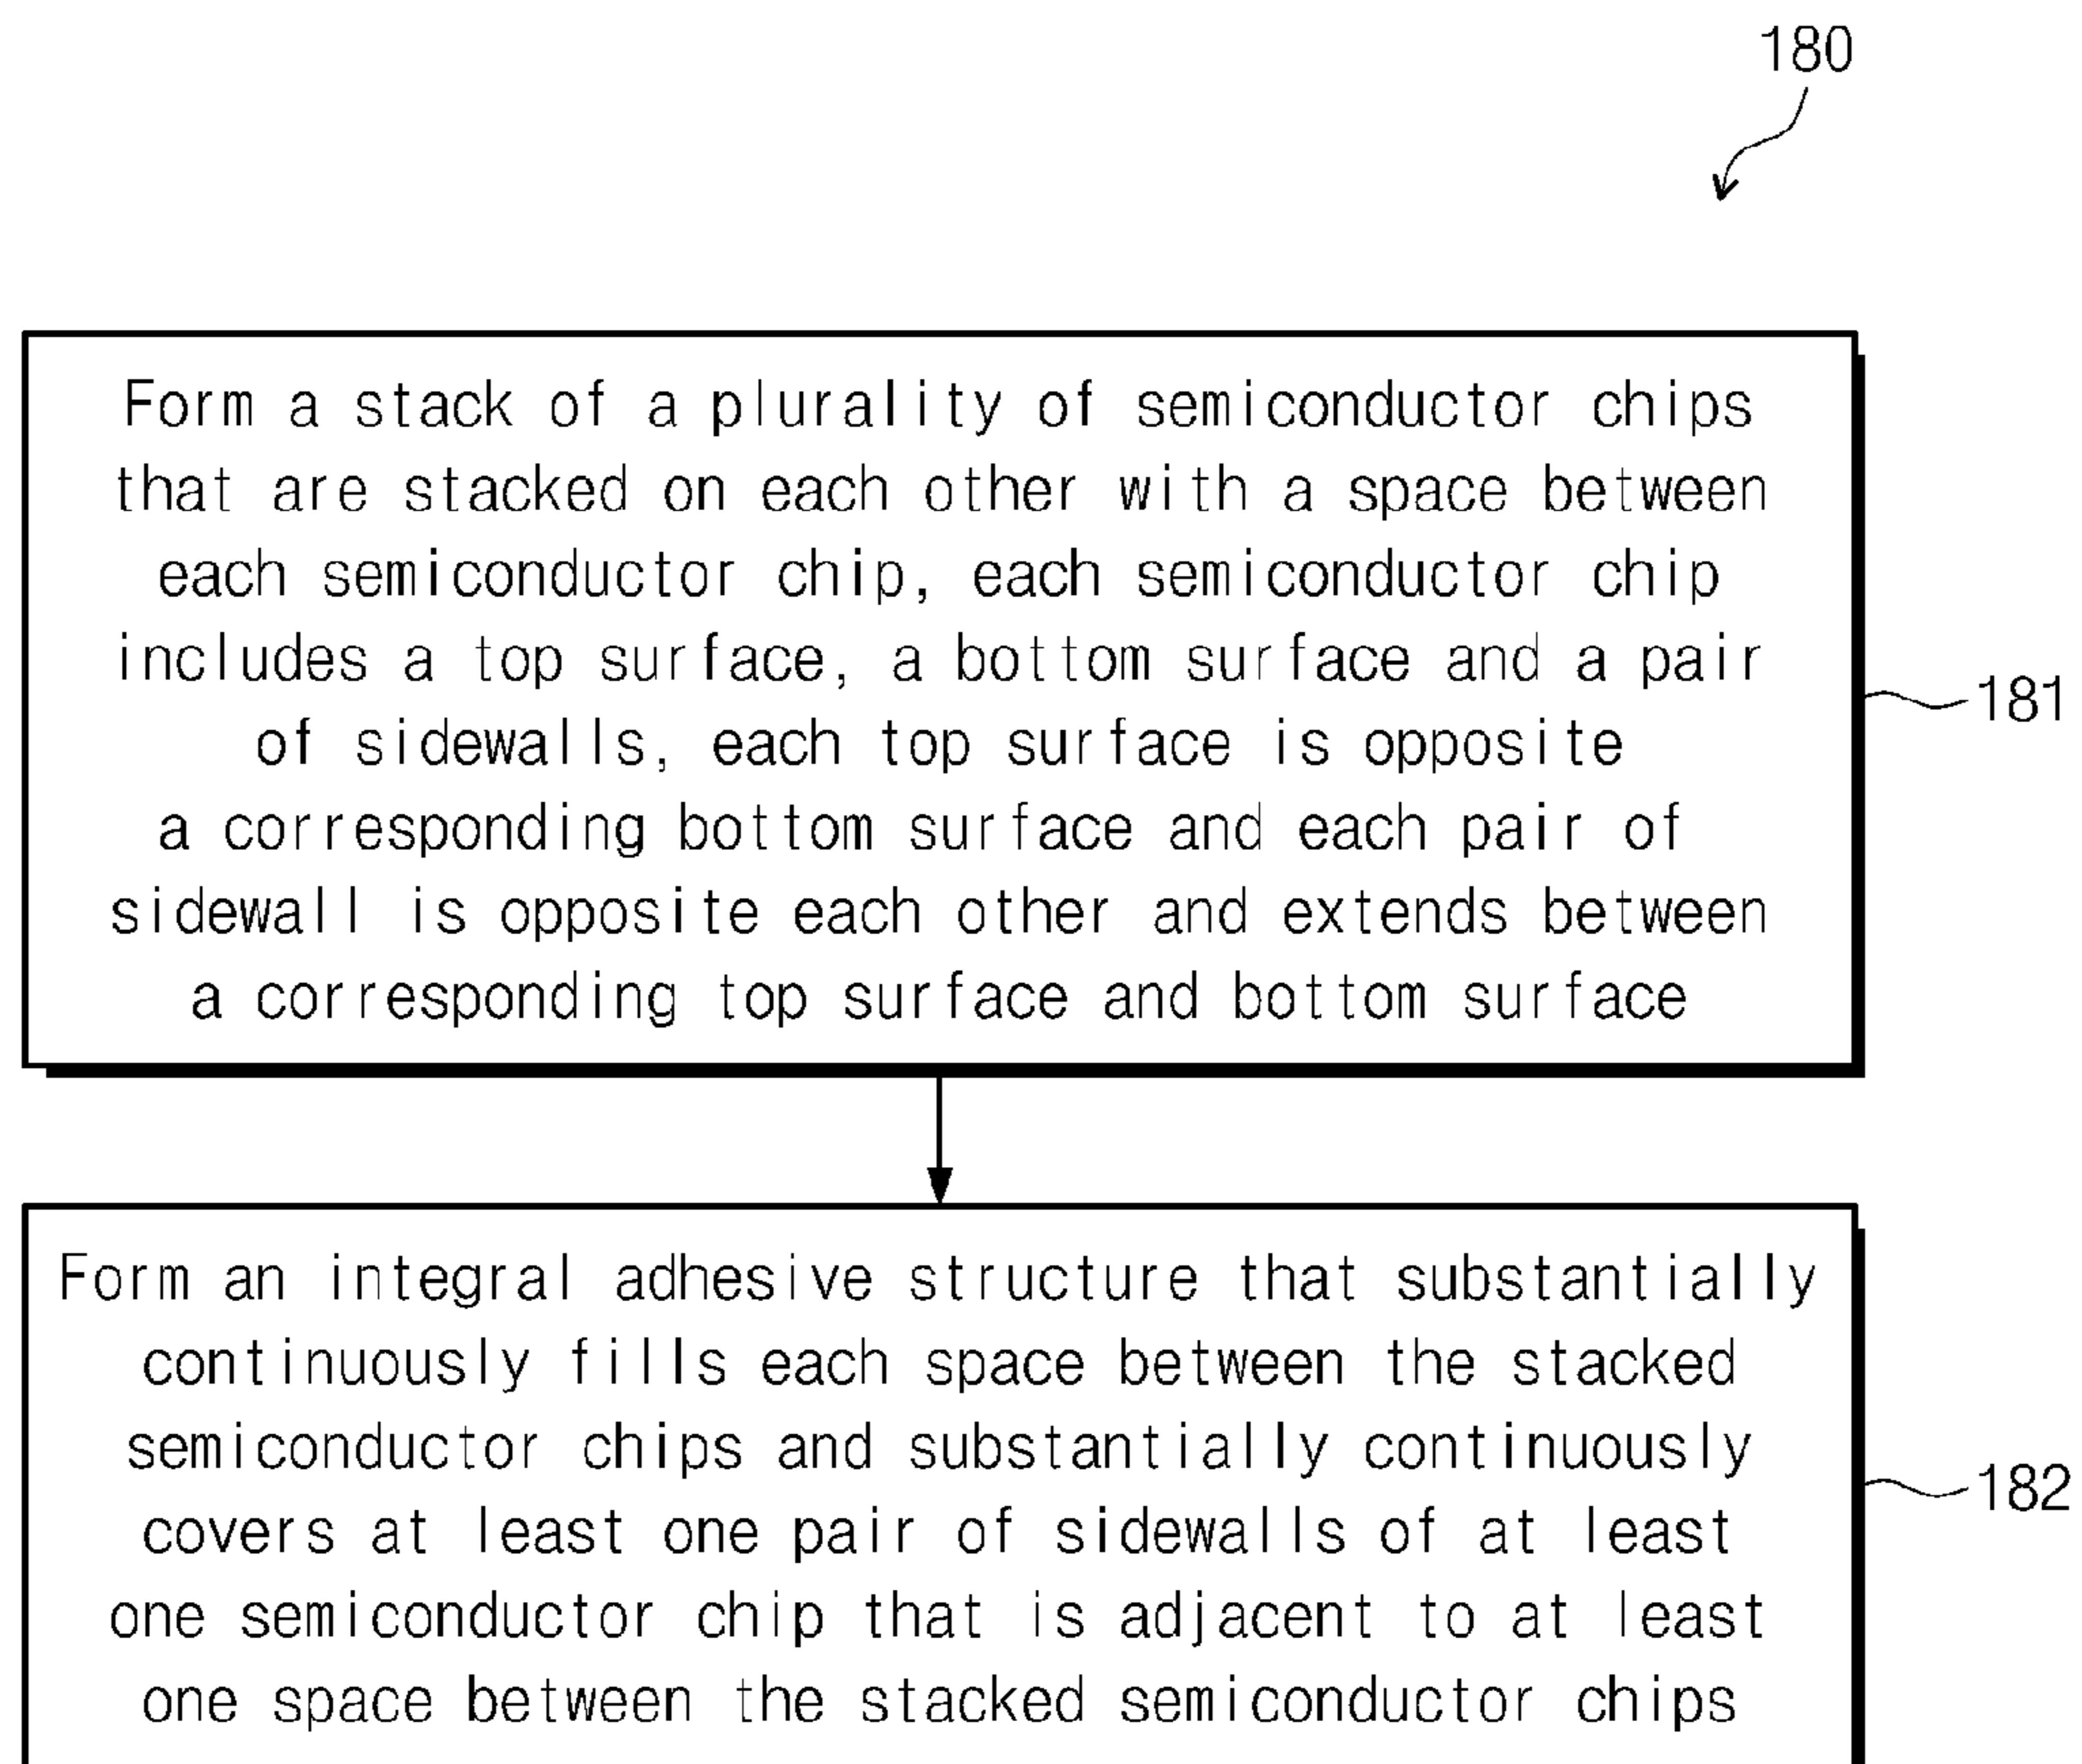 180
Form a stack of a plurality of semiconductor chips
that are stacked on each other with a space between
each semiconductor chip, each semiconductor chip
includes a top surface, a bottom surface and a pair
of sidewalls, each top surface is opposite
a corresponding bottom surface and each pair of
sidewall is opposite each other and extends between
a corresponding top surface and bottom surface
181
Form an integral adhesive structure that substantially
continuously fills each space between the stacked
semiconductor chips and substantially continuously
covers at least one pair of sidewalls of at least
one semiconductor chip that is adjacent to at least
one space between the stacked semiconductor chips
182